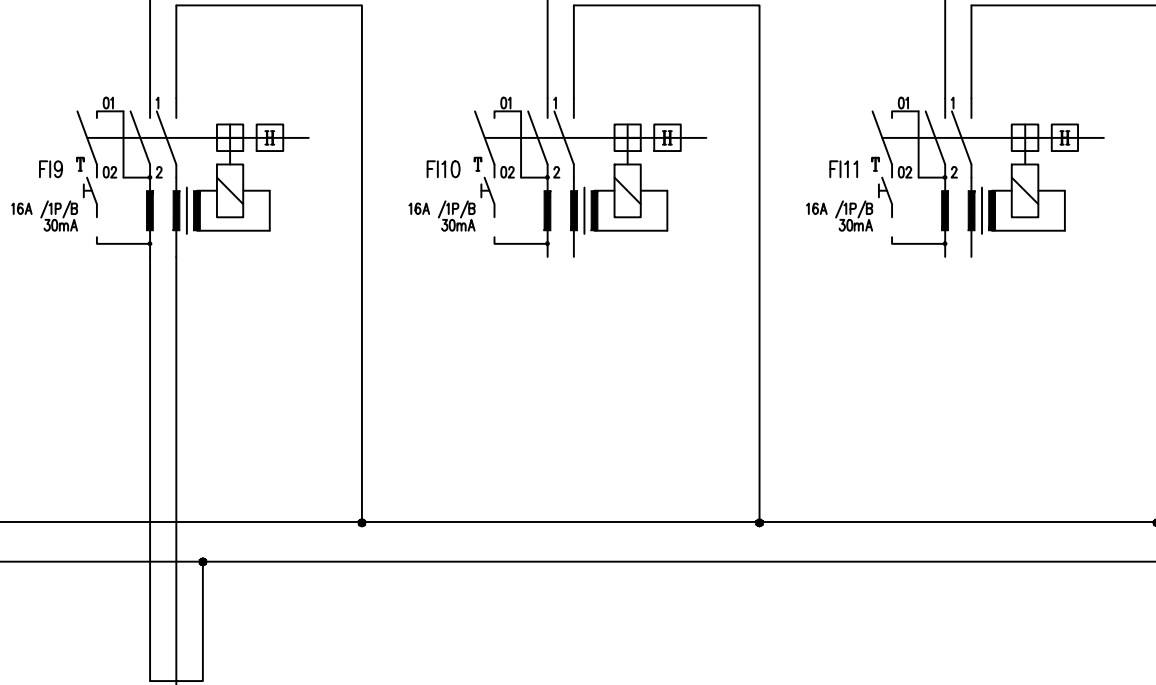 01 1
H
FI9 T 02 2
16A /1P/B
30mA
01 1
H
FI10 T 02 2
16A /1P/B
30mA
01 1
H
FI11 T 02 2
16A /1P/B
30mA